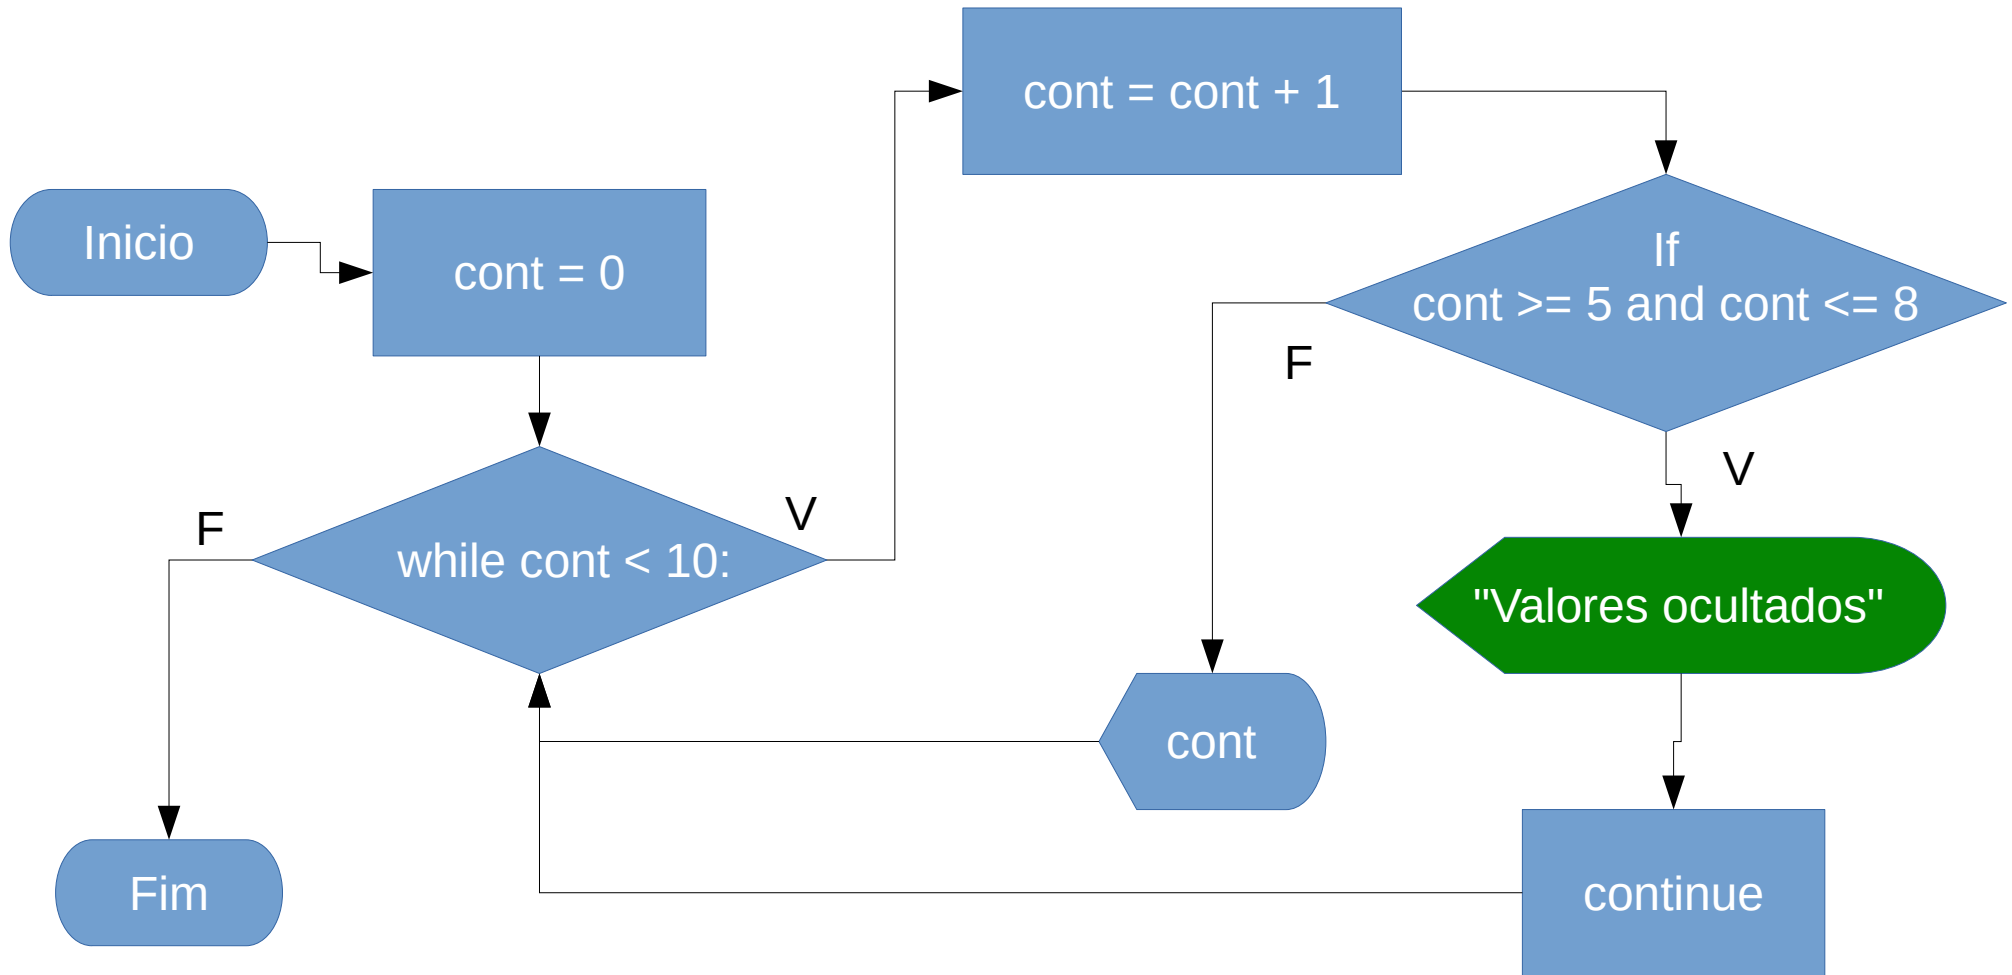 Inicio
cont = 0
while cont < 10:
F
V
Fim
cont = cont + 1
If
cont >= 5 and cont <= 8
F
V
cont
"Valores ocultados"
continue